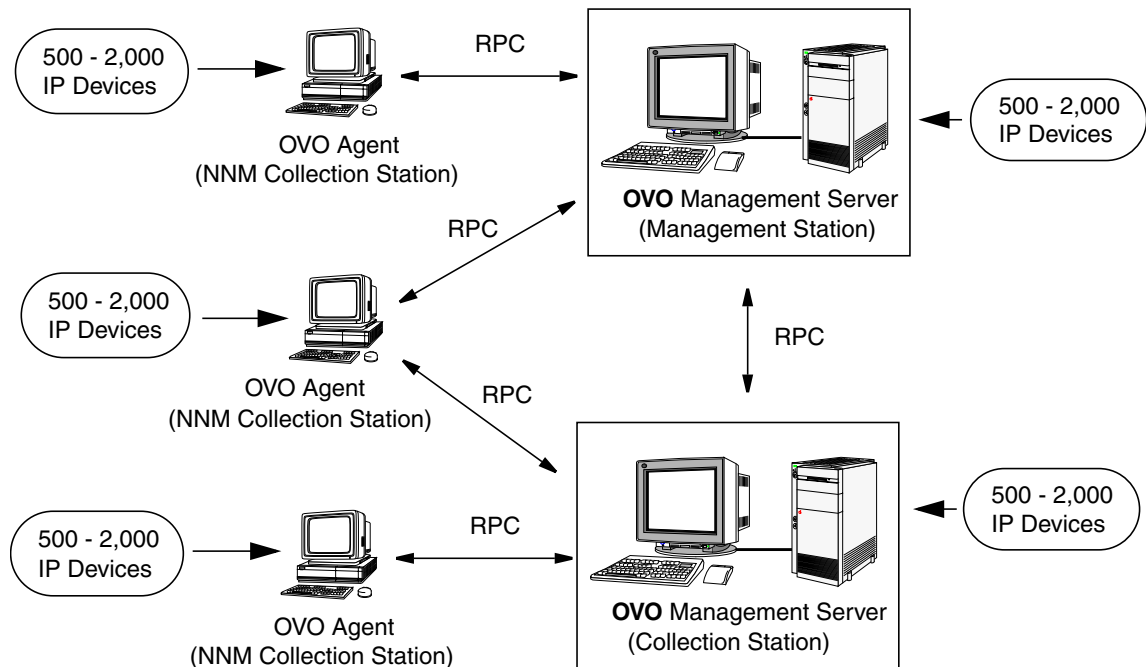 500 - 2,000
IP Devices
RPC
OVO Agent
(NNM Collection Station)
500 - 2,000
IP Devices
OVO Management Server
(Management Station)
RPC
500 - 2,000
IP Devices
OVO Agent
(NNM Collection Station)
RPC
RPC
500 - 2,000
IP Devices
RPC
OVO Agent
(NNM Collection Station)
500 - 2,000
IP Devices
OVO Management Server
(Collection Station)